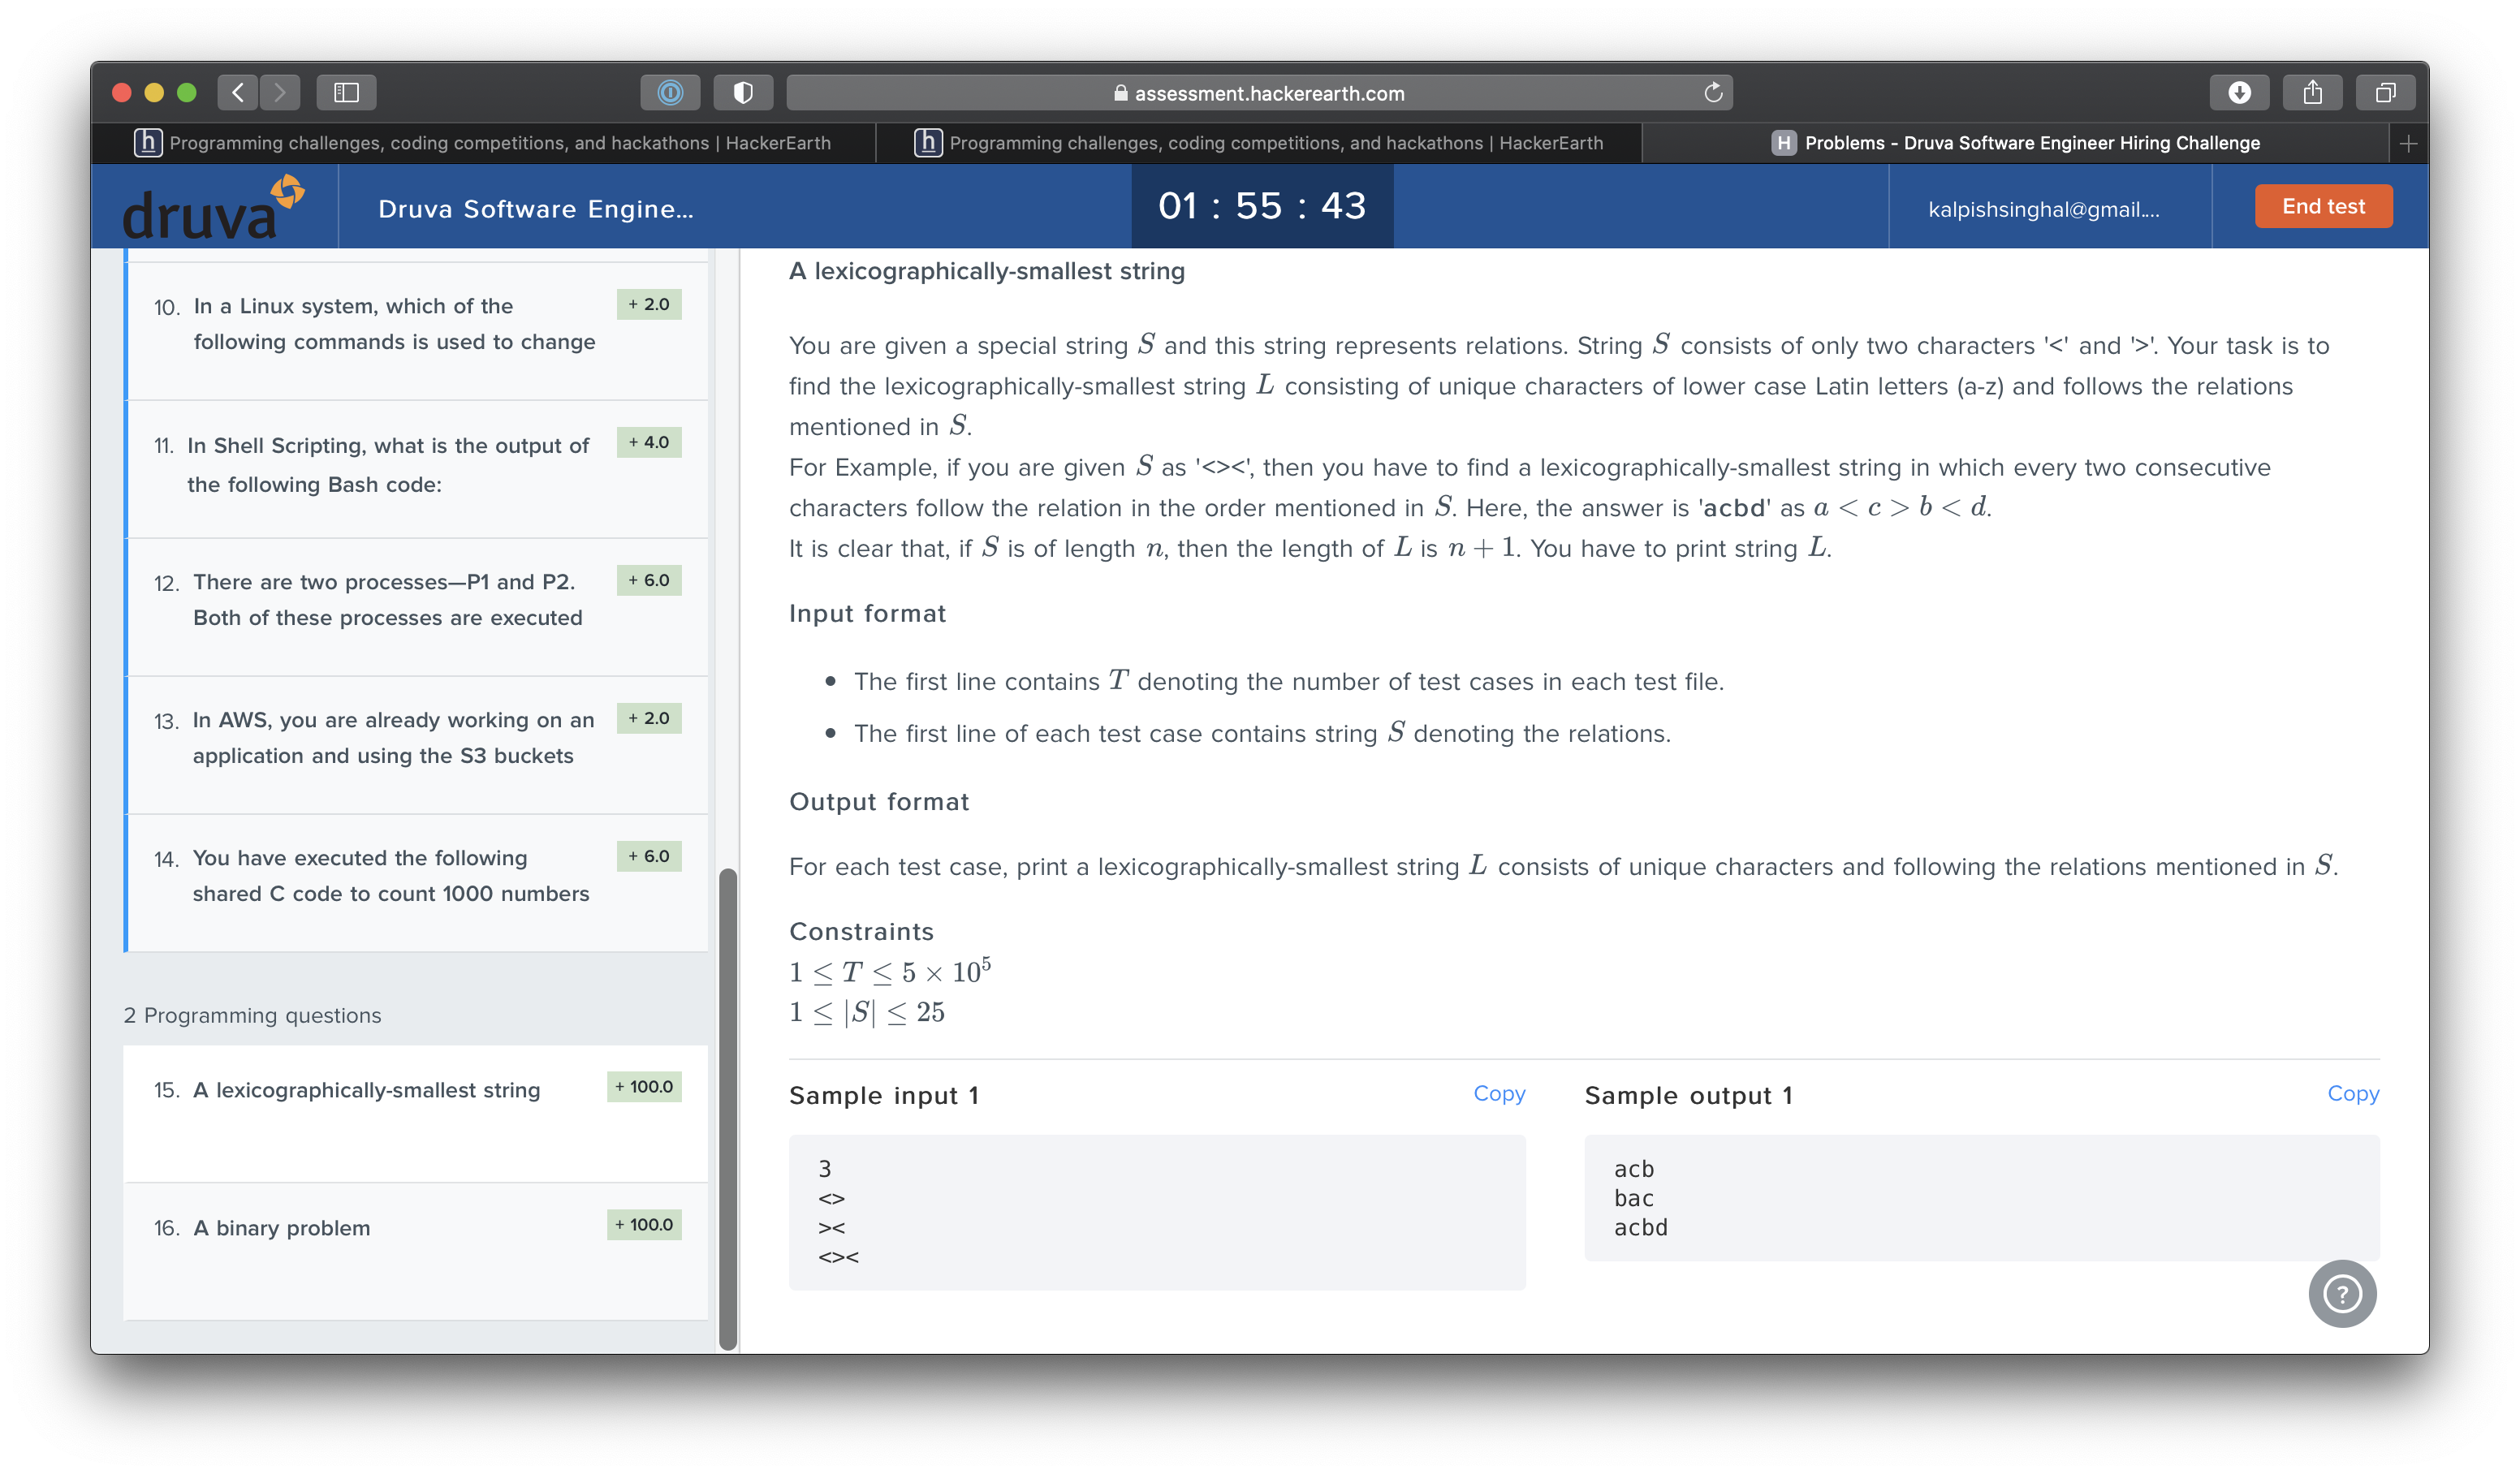 assessment.hackerearth.com
Programming challenges, coding competitions, and hackathons | HackerEarth
Programming challenges, coding competitions, and hackathons | HackerEarth
H Problems - Druva Software Engineer Hiring Challenge
druva
Druva Software Engine...
01 : 55 : 43
kalpishsinghal@gmail....
End test
10. In a Linux system, which of the
following commands is used to change
+ 2.0
11. In Shell Scripting, what is the output of
the following Bash code:
+ 4.0
12. There are two processes—P1 and P2.
Both of these processes are executed
+ 6.0
13. In AWS, you are already working on an
application and using the S3 buckets
+ 2.0
14. You have executed the following
shared C code to count 1000 numbers
+ 6.0
2 Programming questions
15. A lexicographically-smallest string
+ 100.0
16. A binary problem
+ 100.0
A lexicographically-smallest string
You are given a special string S and this string represents relations. String S consists of only two characters '<' and '>'. Your task is to
find the lexicographically-smallest string L consisting of unique characters of lower case Latin letters (a-z) and follows the relations
mentioned in S.
For Example, if you are given S as '<><', then you have to find a lexicographically-smallest string in which every two consecutive
characters follow the relation in the order mentioned in S. Here, the answer is 'acbd' as a < c > b < d.
It is clear that, if S is of length n, then the length of L is n + 1. You have to print string L.
Input format
• The first line contains T denoting the number of test cases in each test file.
• The first line of each test case contains string S denoting the relations.
Output format
For each test case, print a lexicographically-smallest string L consists of unique characters and following the relations mentioned in S.
Constraints
1 ≤ T ≤ 5 × 10⁵
1 ≤ |S| ≤ 25
Sample input 1
Copy
3
<>
><
<><
Sample output 1
Copy
acb
bac
acbd
?